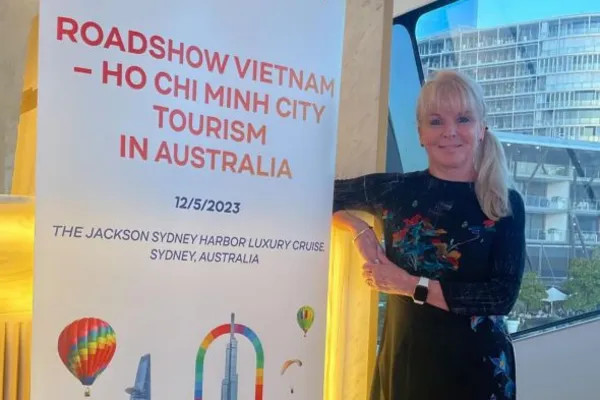 ROADSHOW VIETNAM
– HO CHI MINH CITY
TOURISM
IN AUSTRALIA
12/5/2023
THE JACKSON SYDNEY HARBOR LUXURY CRUISE,
SYDNEY, AUSTRALIA